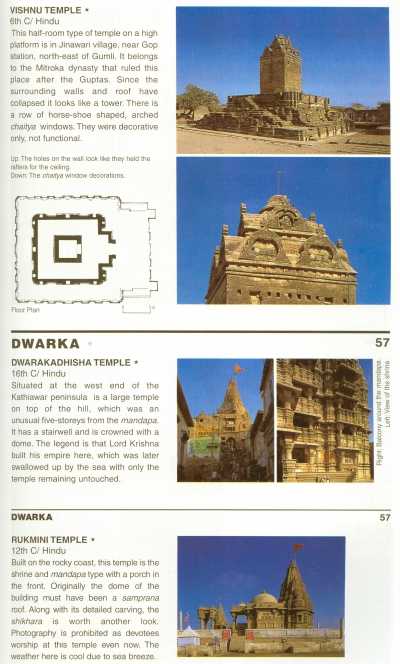 VISHNU TEMPLE *
6th C/ Hindu
This half-room type of temple on a high
platform is in Jinawari village, near Gop
station, north-east of Gumli. It belongs
to the Mitroka dynasty that ruled this
place after the Guptas. Since the
surrounding walls and roof have
collapsed it looks like a tower. There is
a row of horse-shoe shaped, arched
chaitya windows. They were decorative
only, not functional.
Up: The holes on the wall look like they held the
rafters for the ceiling.
Down: The chaitya window decorations.
Floor Plan
DWARKA *
57
DWARAKADHISHA TEMPLE *
16th C/ Hindu
Situated at the west end of the
Kathiawar peninsula is a large temple
on top of the hill, which was an
unusual five-storeys from the mandapa.
It has a stairwell and is crowned with a
dome. The legend is that Lord Krishna
built his empire here, which was later
swallowed up by the sea with only the
temple remaining untouched.
Right: Balcony around the mandapa.
Left: View of the shrine.
DWARKA
57
RUKMINI TEMPLE *
12th C/ Hindu
Built on the rocky coast, this temple is the
shrine and mandapa type with a porch in
the front. Originally the dome of the
building must have been a samprana
roof. Along with its detailed carving, the
shikhara is worth another look.
Photography is prohibited as devotees
worship at this temple even now. The
weather here is cool due to sea breeze.